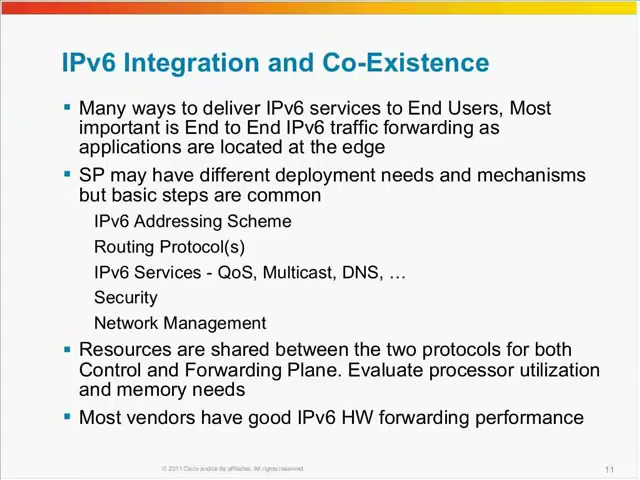 IPv6 Integration and Co-Existence
Many ways to deliver IPv6 services to End Users, Most
important is End to End IPv6 traffic forwarding as
applications are located at the edge
SP may have different deployment needs and mechanisms
but basic steps are common
IPv6 Addressing Scheme
Routing Protocol(s)
IPv6 Services - QoS, Multicast, DNS, …
Security
Network Management
Resources are shared between the two protocols for both
Control and Forwarding Plane. Evaluate processor utilization
and memory needs
Most vendors have good IPv6 HW forwarding performance
© 2011 Cisco and/or its affiliates. All rights reserved.
11